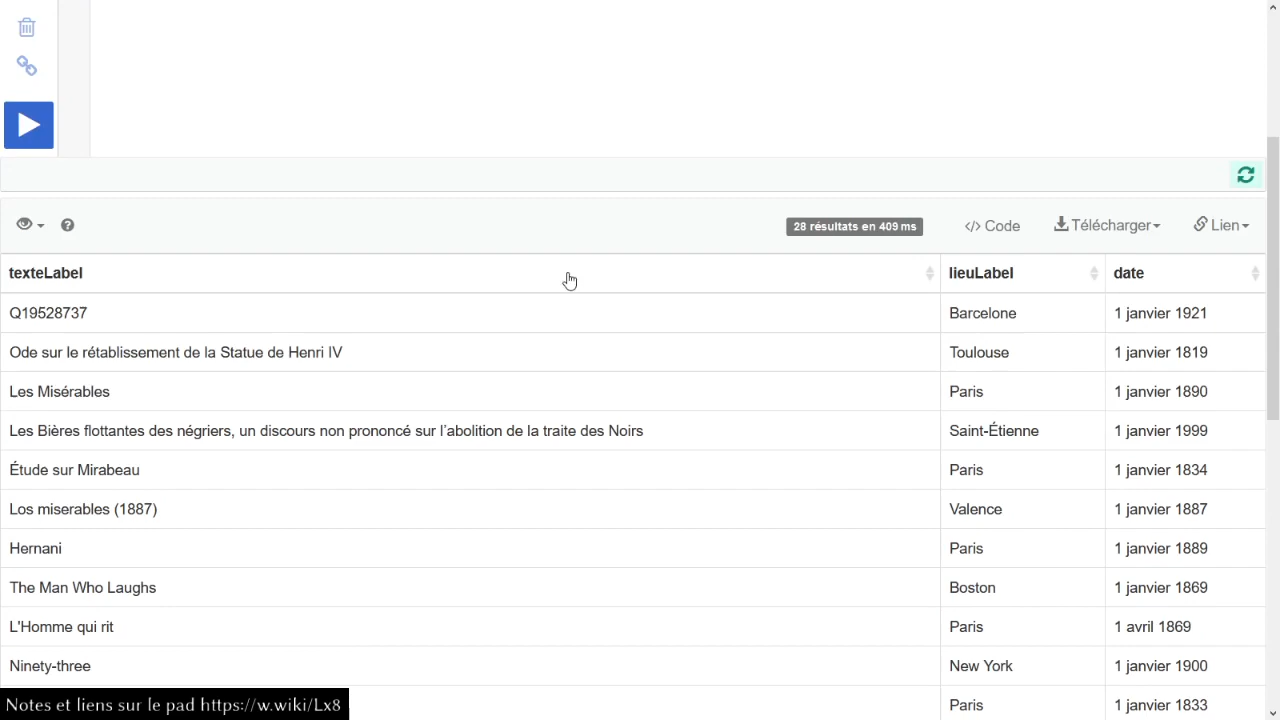 28 résultats en 409 ms </> Code Télécharger Lien
texteLabel lieuLabel date
Q19528737 Barcelone 1 janvier 1921
Ode sur le rétablissement de la Statue de Henri IV Toulouse 1 janvier 1819
Les Misérables Paris 1 janvier 1890
Les Bières flottantes des négriers, un discours non prononcé sur l’abolition de la traite des Noirs Saint-Étienne 1 janvier 1999
Étude sur Mirabeau Paris 1 janvier 1834
Los miserables (1887) Valence 1 janvier 1887
Hernani Paris 1 janvier 1889
The Man Who Laughs Boston 1 janvier 1869
L'Homme qui rit Paris 1 avril 1869
Ninety-three New York 1 janvier 1900
Paris 1 janvier 1833
Notes et liens sur le pad https://w.wiki/Lx8